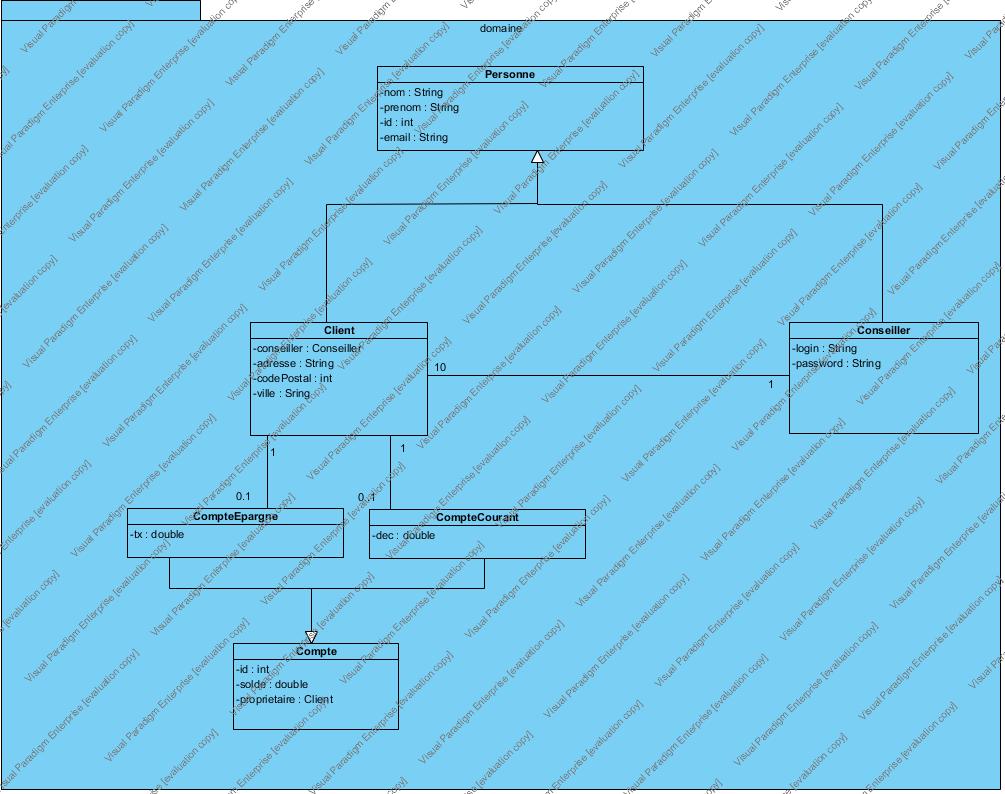 domaine
Personne
-nom : String
-prenom : String
-id : int
-email : String
Client
-conseiller : Conseiller
-adresse : String
-codePostal : int
-ville : Sring
Conseiller
-login : String
-password : String
10
1
1
1
0.1
0..1
CompteEpargne
-tx : double
CompteCourant
-dec : double
Compte
-id : int
-solde : double
-proprietaire : Client
Visual Paradigm Enterprise [evaluation copy]